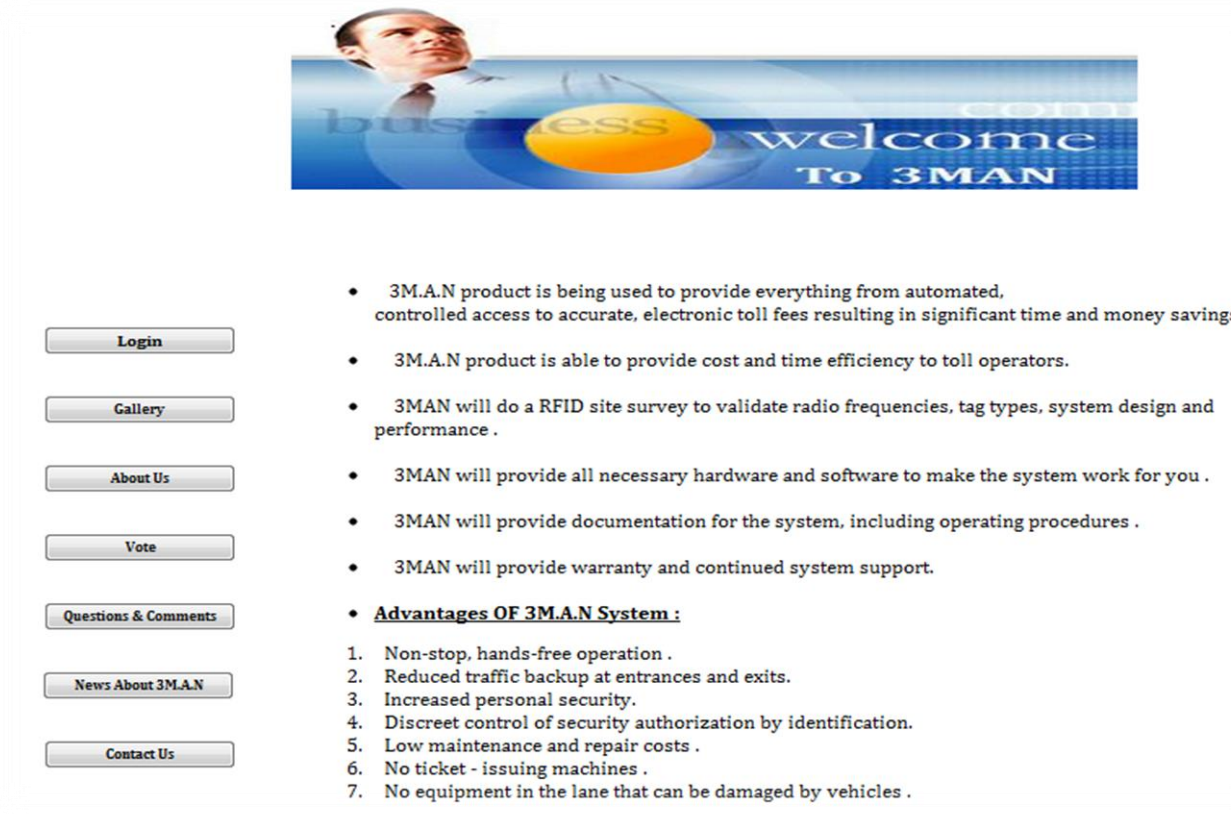 business
com
welcome
To 3MAN
Login
Gallery
About Us
Vote
Questions & Comments
News About 3M.A.N
Contact Us
• 3M.A.N product is being used to provide everything from automated,
controlled access to accurate, electronic toll fees resulting in significant time and money saving
• 3M.A.N product is able to provide cost and time efficiency to toll operators.
• 3MAN will do a RFID site survey to validate radio frequencies, tag types, system design and
performance .
• 3MAN will provide all necessary hardware and software to make the system work for you .
• 3MAN will provide documentation for the system, including operating procedures .
• 3MAN will provide warranty and continued system support.
• Advantages OF 3M.A.N System :
1. Non-stop, hands-free operation .
2. Reduced traffic backup at entrances and exits.
3. Increased personal security.
4. Discreet control of security authorization by identification.
5. Low maintenance and repair costs .
6. No ticket - issuing machines .
7. No equipment in the lane that can be damaged by vehicles .